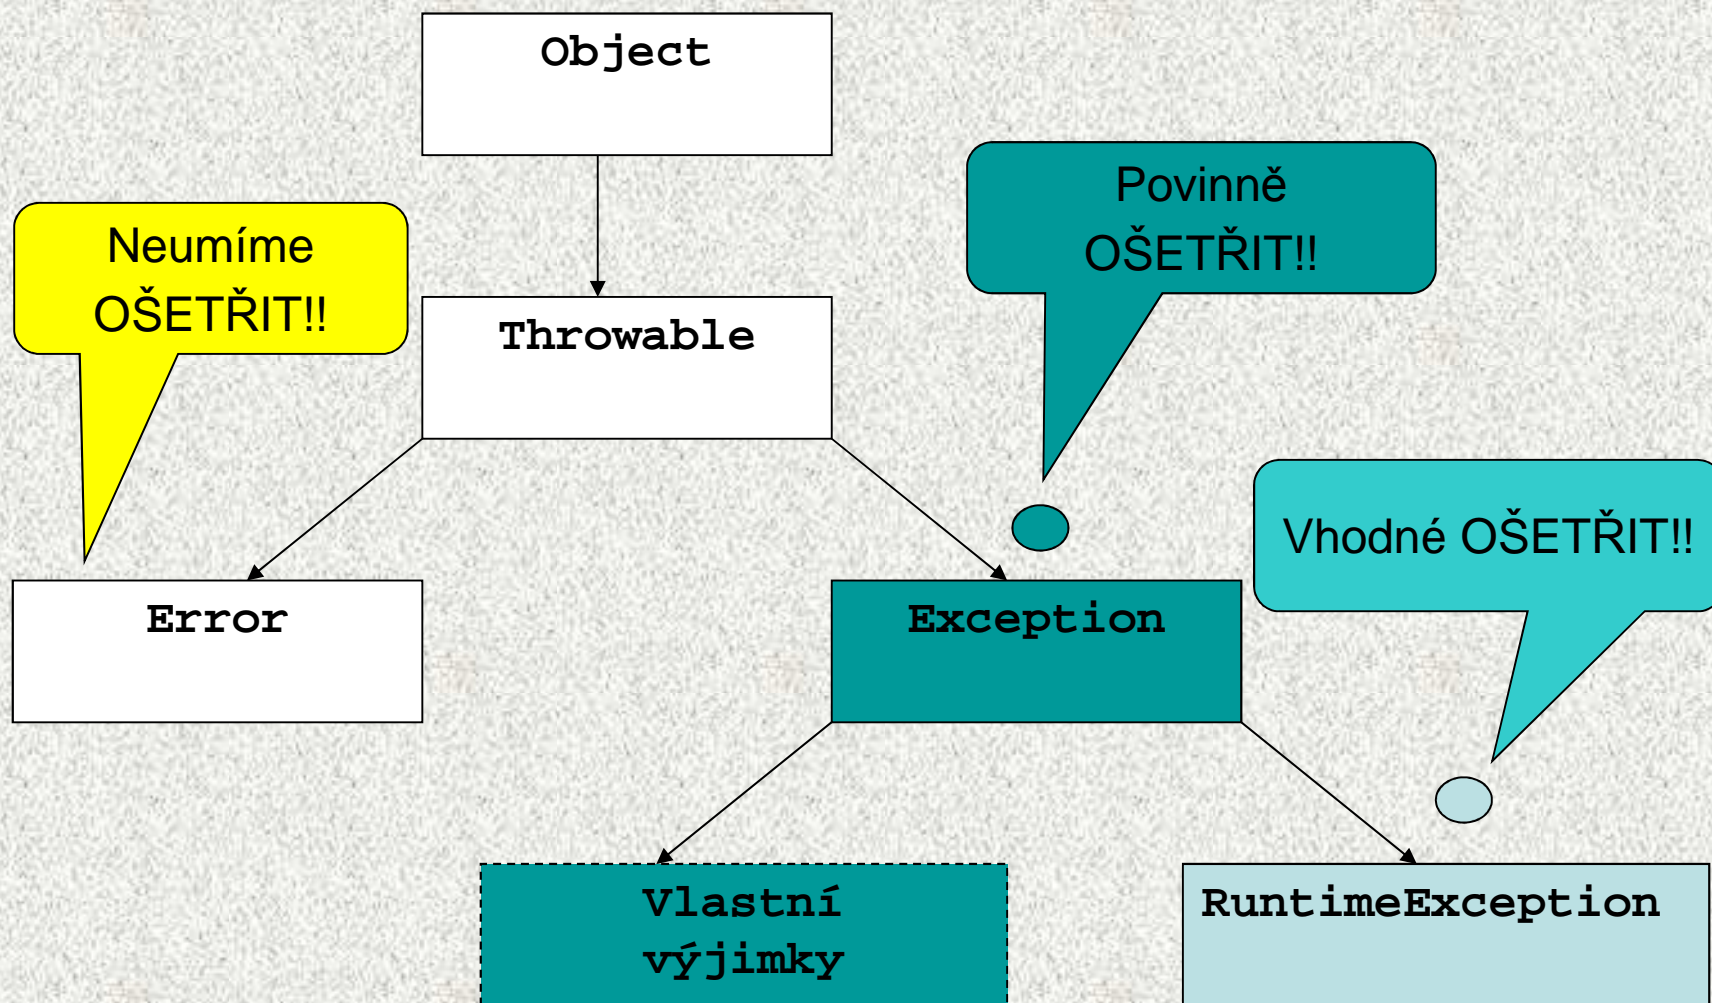 Object
Povinně
OŠETŘIT!!
Neumíme
OŠETŘIT!!
Throwable
Vhodné OŠETŘIT!!
Error
Exception
Vlastní
výjimky
RuntimeException